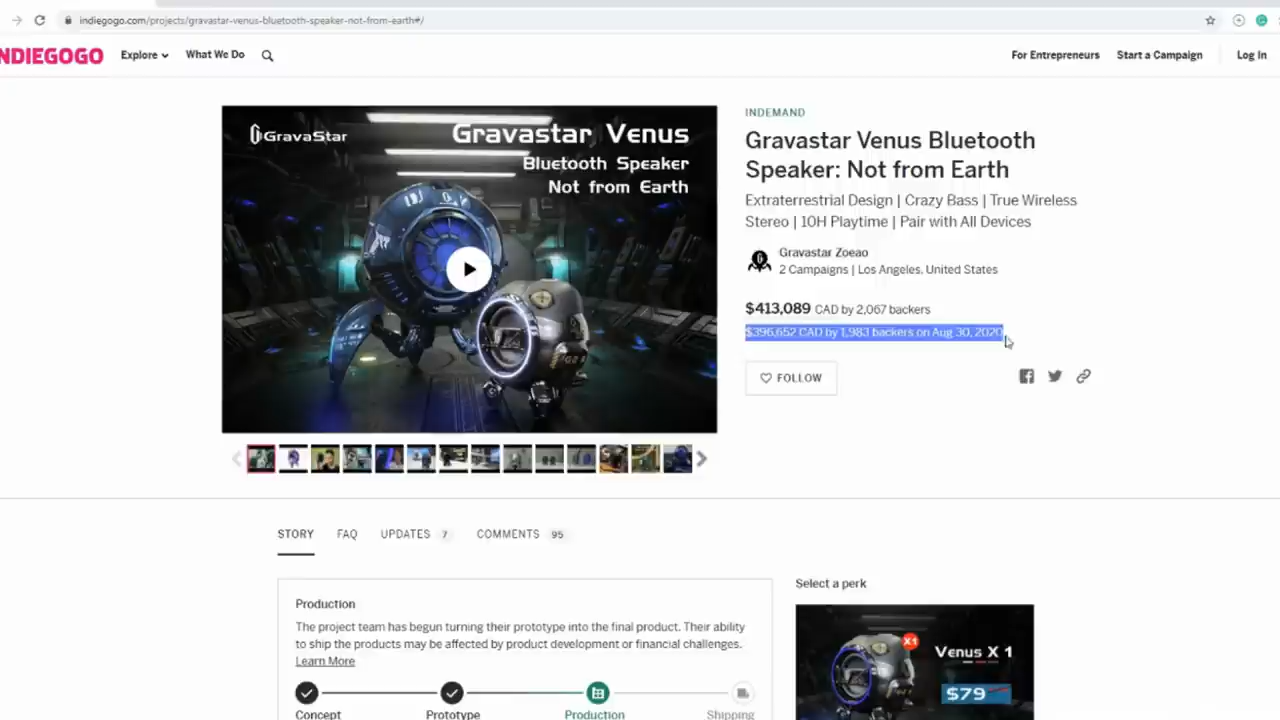 indiegogo.com/projects/gravastar-venus-bluetooth-speaker-not-from-earth#/
NDIEGOGO
Explore
What We Do
For Entrepreneurs
Start a Campaign
Log In
GravaStar
Gravastar Venus
Bluetooth Speaker
Not from Earth
INDEMAND
Gravastar Venus Bluetooth
Speaker: Not from Earth
Extraterrestrial Design | Crazy Bass | True Wireless
Stereo | 10H Playtime | Pair with All Devices
Gravastar Zoeao
2 Campaigns | Los Angeles, United States
$413,089 CAD by 2,067 backers
$396,652 CAD by 1,983 backers on Aug 30, 2020
FOLLOW
STORY
FAQ
UPDATES 7
COMMENTS 95
Production
The project team has begun turning their prototype into the final product. Their ability
to ship the products may be affected by product development or financial challenges.
Learn More
Concept
Prototype
Production
Shipping
Select a perk
X1
Venus X 1
$79